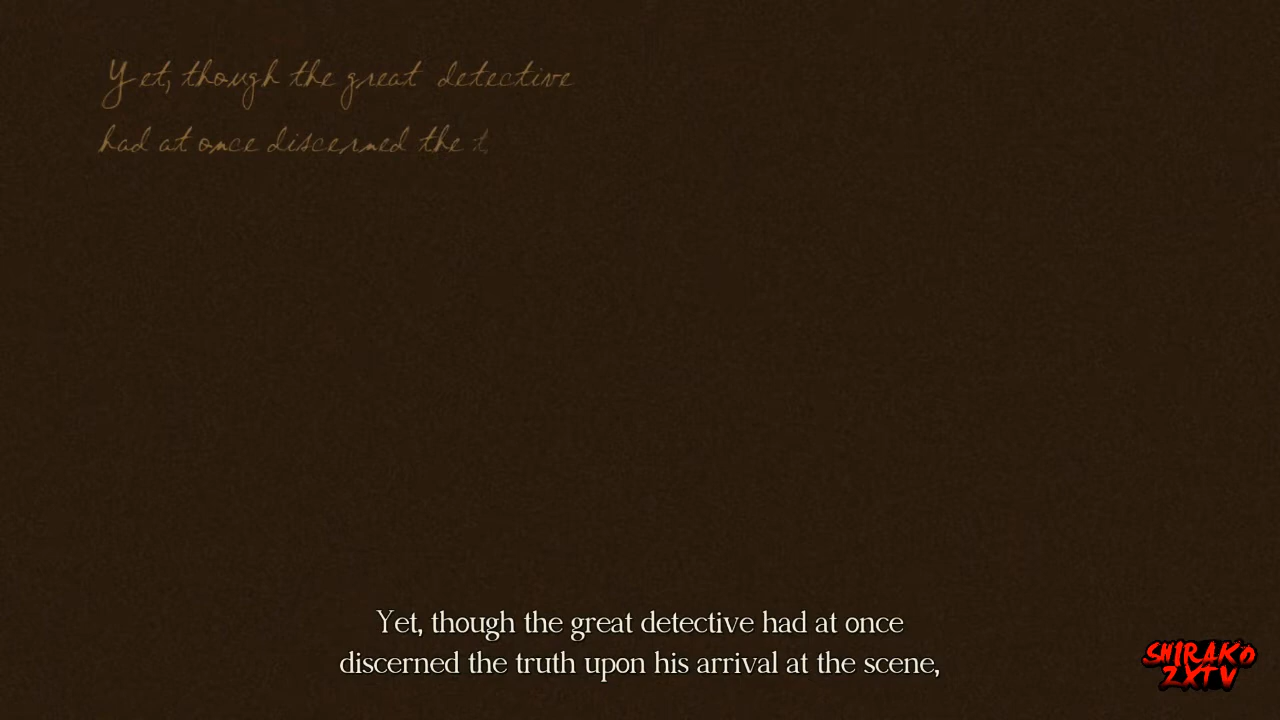 Yet, though the great detective
had at once discerned the t
Yet, though the great detective had at once
discerned the truth upon his arrival at the scene,
SHIRAKO
ZXTV